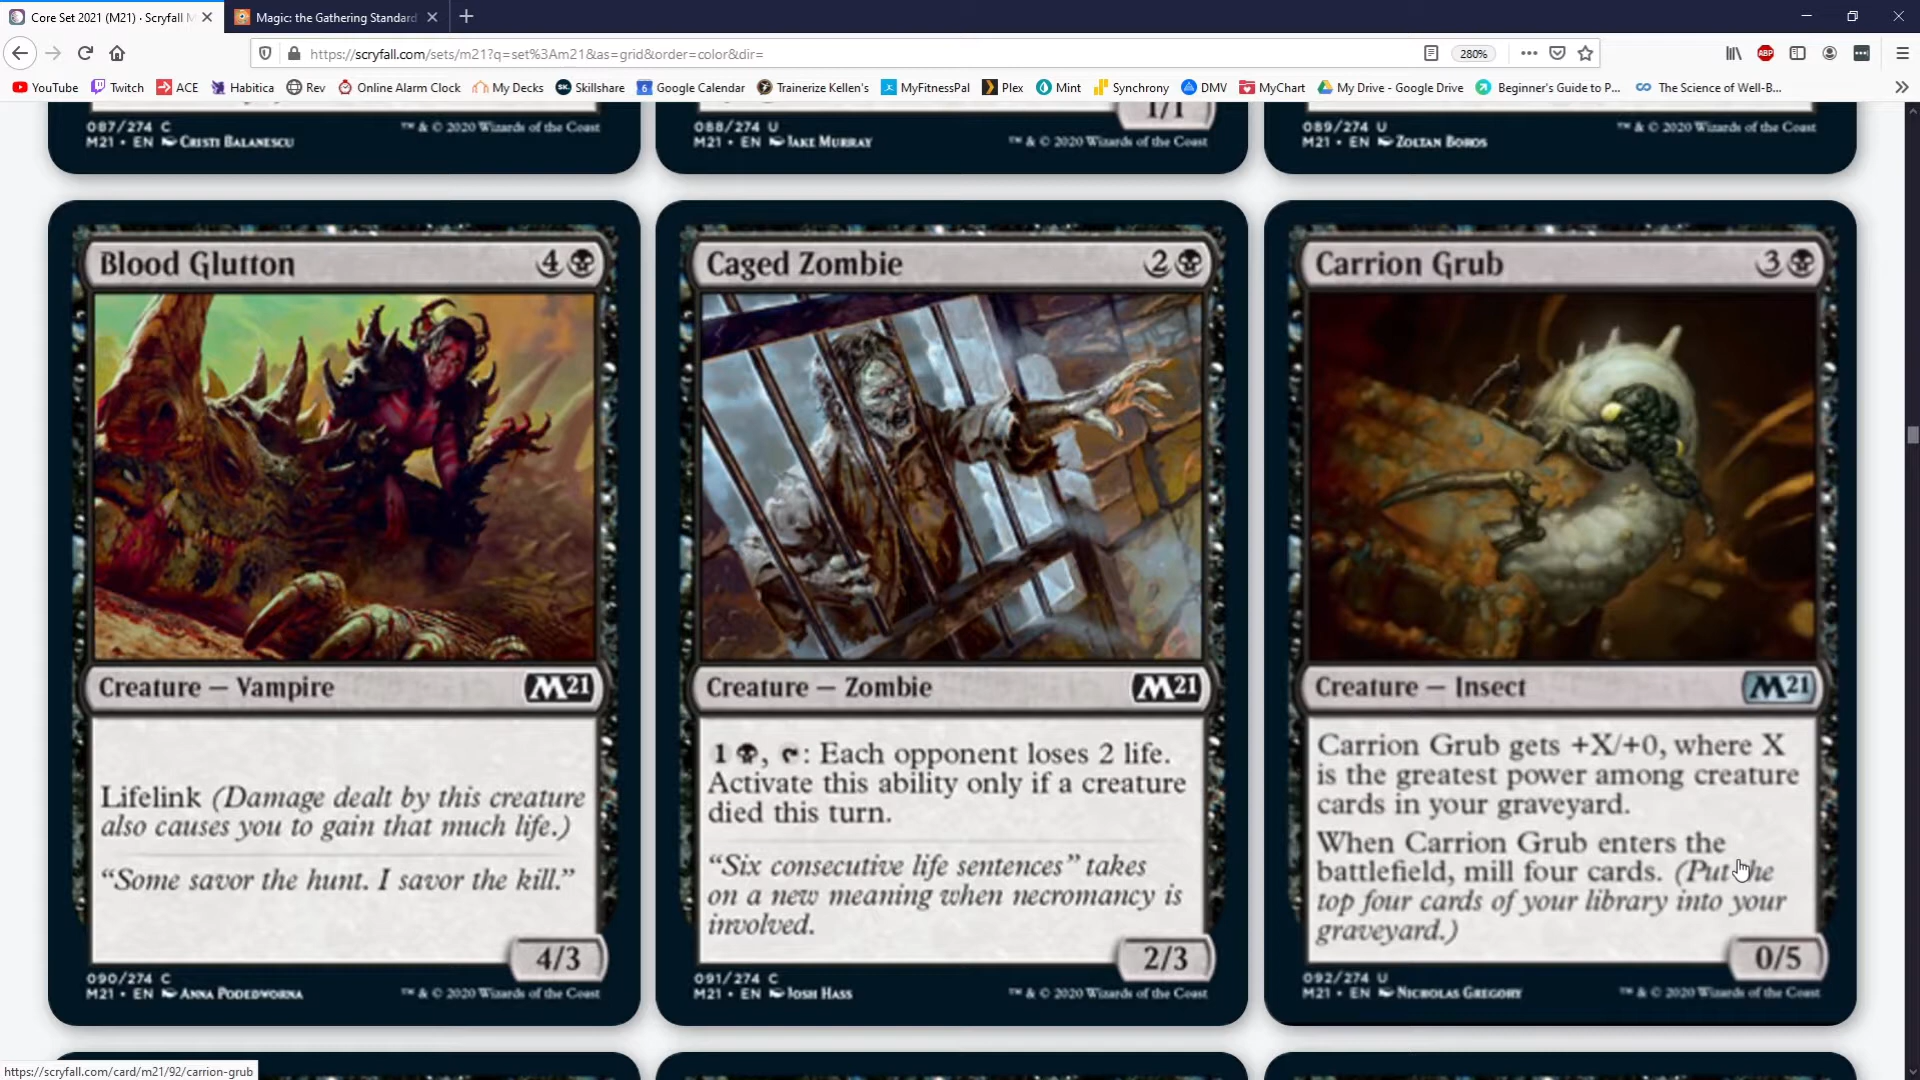 Core Set 2021 (M21) · Scryfall M
Magic: the Gathering Standard
https://scryfall.com/sets/m21?q=set%3Am21&as=grid&order=color&dir=
280%
ABP
YouTube
Twitch
ACE
Habitica
Rev
Online Alarm Clock
My Decks
Skillshare
Google Calendar
Trainerize Kellen's
MyFitnessPal
Plex
Mint
Synchrony
DMV
MyChart
My Drive - Google Drive
Beginner's Guide to P...
The Science of Well-B...
087/274 C
M21 • EN CRISTI BALANESCU
™ & © 2020 Wizards of the Coast
1/1
088/274 U
M21 • EN JAKE MURRAY
™ & © 2020 Wizards of the Coast
089/274 U
M21 • EN ZOLTAN BOROS
™ & © 2020 Wizards of the Coast
Blood Glutton 4
Creature — Vampire M21
Lifelink (Damage dealt by this creature
also causes you to gain that much life.)
“Some savor the hunt. I savor the kill.”
4/3
090/274 C
M21 • EN ANNA PODEDWORNA
™ & © 2020 Wizards of the Coast
Caged Zombie 2
Creature — Zombie M21
1 , : Each opponent loses 2 life.
Activate this ability only if a creature
died this turn.
“Six consecutive life sentences” takes
on a new meaning when necromancy is
involved.
2/3
091/274 C
M21 • EN JOSH HASS
™ & © 2020 Wizards of the Coast
Carrion Grub 3
Creature — Insect M21
Carrion Grub gets +X/+0, where X
is the greatest power among creature
cards in your graveyard.
When Carrion Grub enters the
battlefield, mill four cards. (Put the
top four cards of your library into your
graveyard.)
0/5
092/274 U
M21 • EN NICHOLAS GREGORY
™ & © 2020 Wizards of the Coast
https://scryfall.com/card/m21/92/carrion-grub